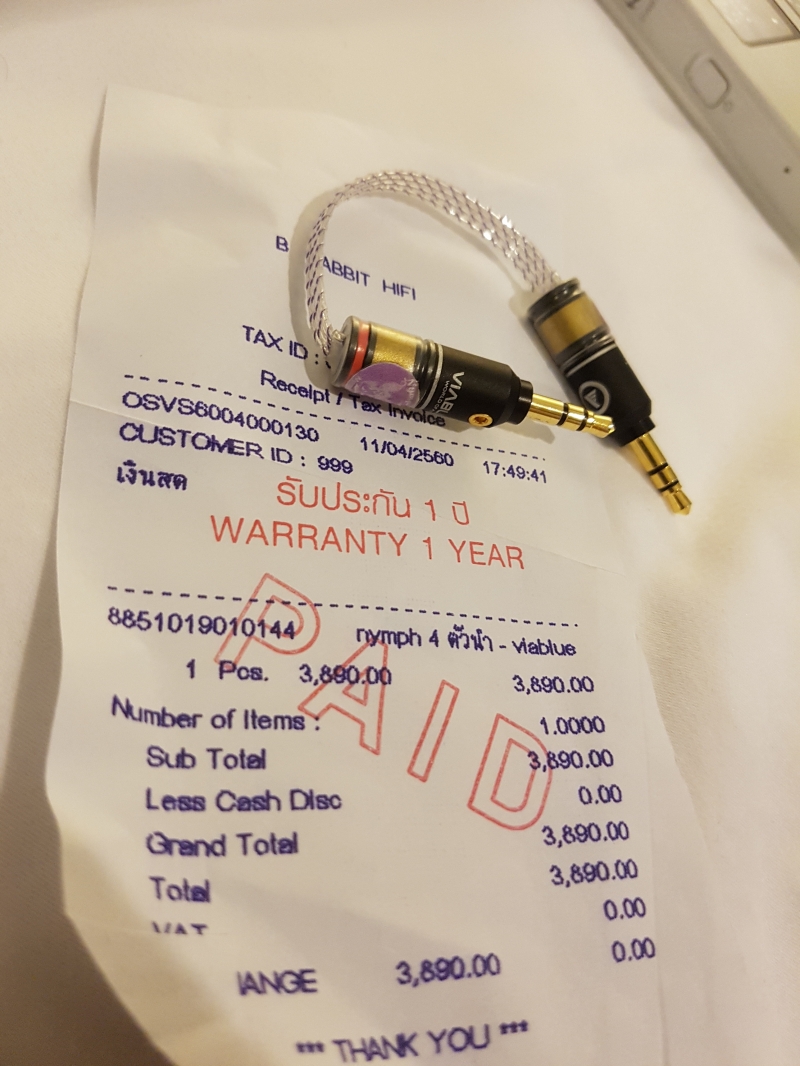 B ABBIT HIFI
TAX ID :
Receipt / Tax Invoice
OSVS6004000130 11/04/2560 17:49:41
CUSTOMER ID : 999
เงินสด
รับประกัน 1 ปี
WARRANTY 1 YEAR
PAID
8851019010144 nymph 4 ตัวนำ - viablue
1 Pcs. 3,890.00 3,890.00
Number of Items : 1.0000
Sub Total 3,890.00
Less Cash Disc 0.00
Grand Total 3,890.00
Total 3,890.00
VAT 0.00
IANGE 3,890.00 0.00
*** THANK YOU ***
VIABL